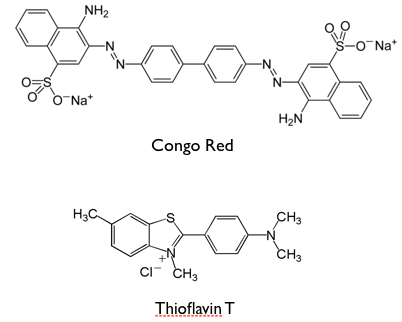 NH₂
N
N
O
S
O
O⁻Na⁺
O
O
S
O⁻Na⁺
N
N
H₂N
Congo Red
H₃C
S
N
+
CH₃
Cl⁻
N
CH₃
CH₃
Thioflavin T